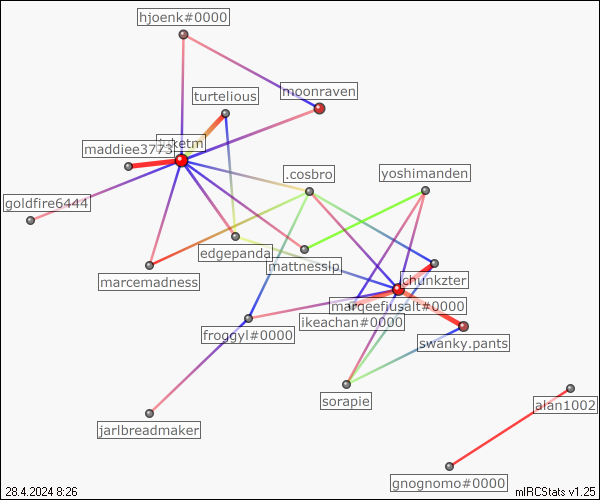 hjoenk#0000
turtelious
moonraven
maddiee3773
.cosbro
yoshimanden
goldfire6444
edgepanda
mattnesslp
chunkzter
marcemadness
marqeefjusalt#0000
ikeachan#0000
froggyl#0000
swanky.pants
sorapie
alan1002
jarlbreadmaker
gnognomo#0000
28.4.2024 8:26
mIRCStats v1.25